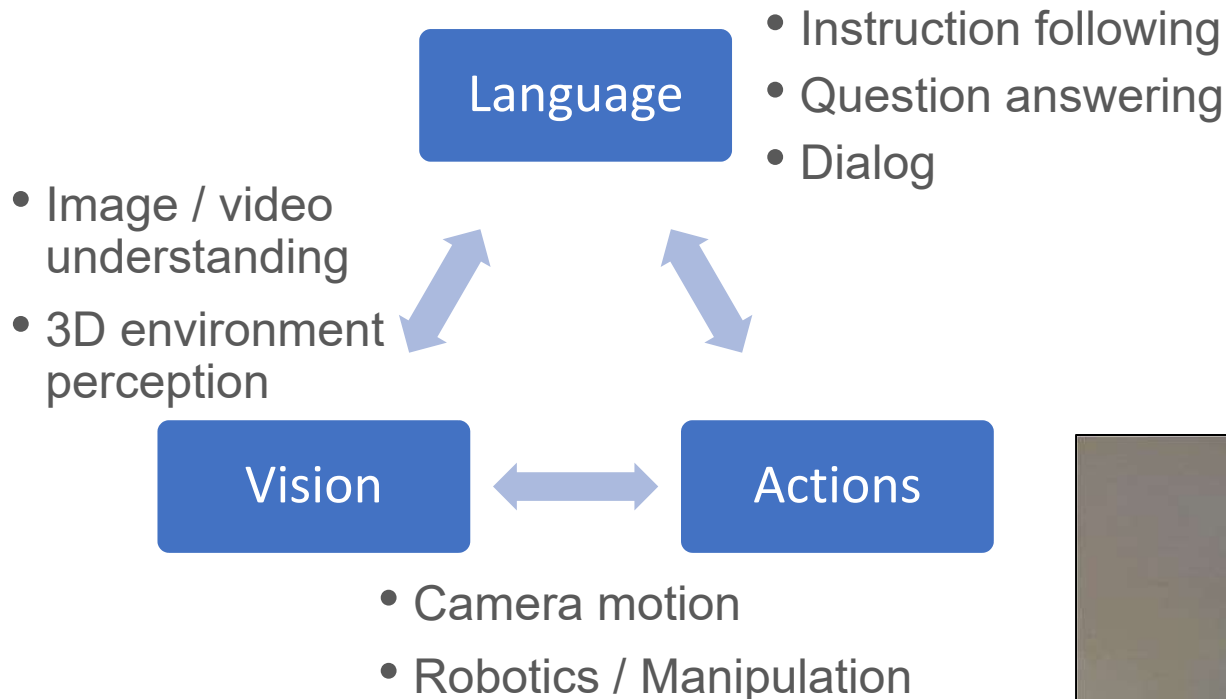 Language
• Instruction following
• Question answering
• Dialog
• Image / video
understanding
• 3D environment
perception
Vision
Actions
• Camera motion
• Robotics / Manipulation